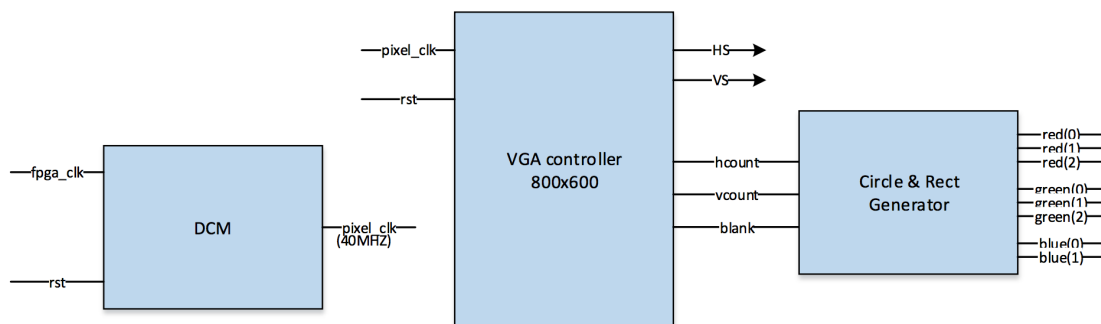 fpga_clk
rst
DCM
pixel_clk
(40MHZ)
pixel_clk
rst
VGA controller
800x600
HS
VS
hcount
vcount
blank
Circle & Rect
Generator
red(0)
red(1)
red(2)
green(0)
green(1)
green(2)
blue(0)
blue(1)